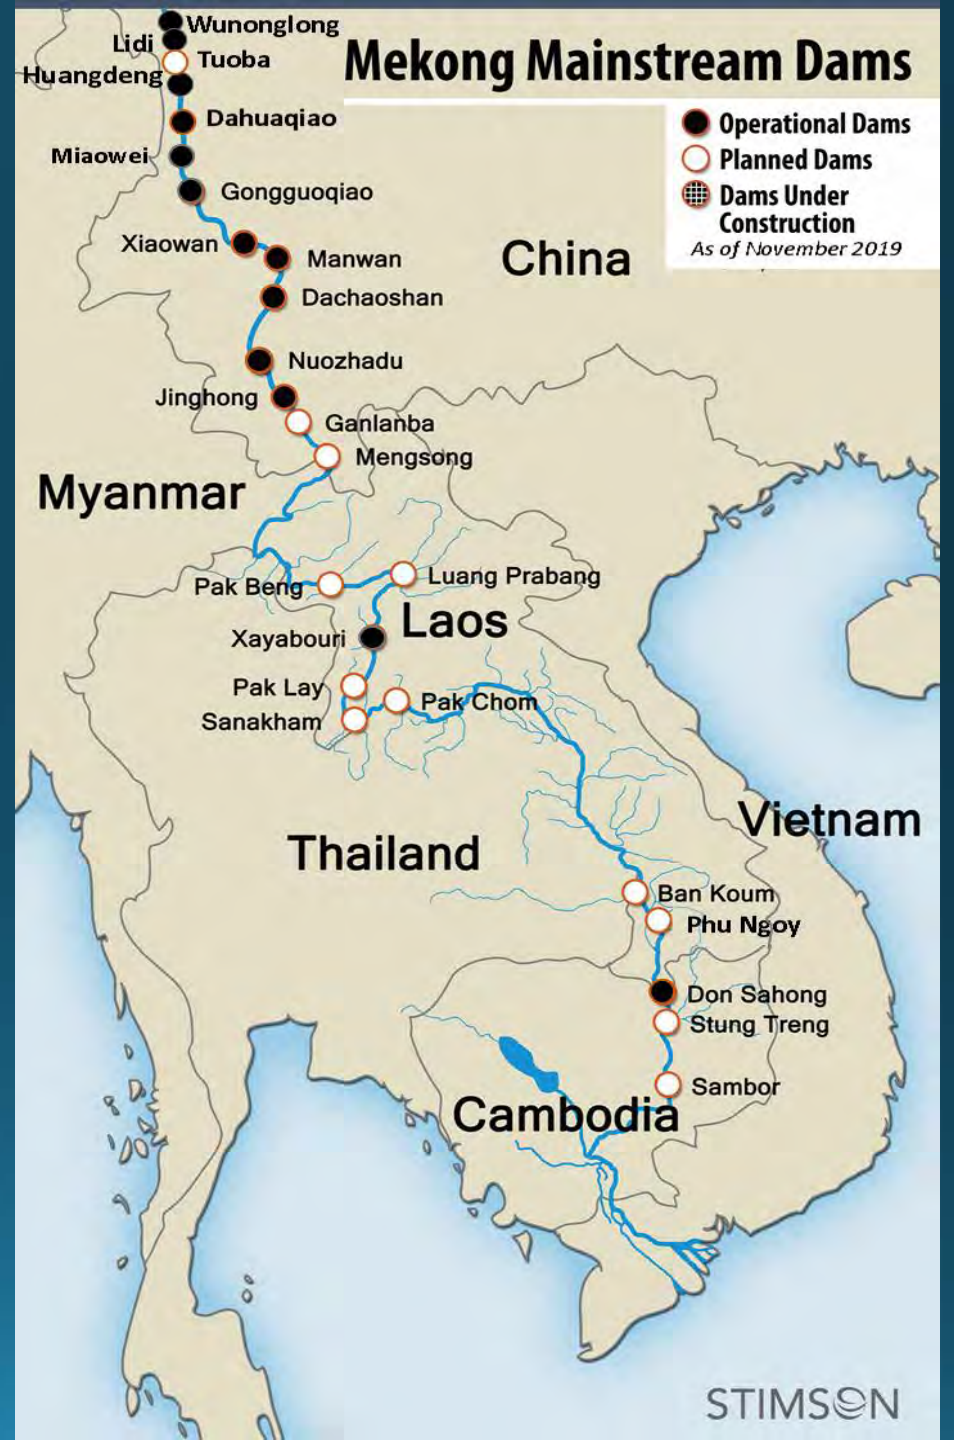 Wunonglong
Lidi
Tuoba
Huangdeng
Mekong Mainstream Dams
Operational Dams
Planned Dams
Dams Under
Construction
As of November 2019
Dahuaqiao
Miaowei
Gongguoqiao
Xiaowan
Manwan
China
Dachaoshan
Nuozhadu
Jinghong
Ganlanba
Mengsong
Myanmar
Pak Beng
Luang Prabang
Laos
Xayabouri
Pak Lay
Pak Chom
Sanakham
Vietnam
Thailand
Ban Koum
Phu Ngoy
Don Sahong
Stung Treng
Sambor
Cambodia
STIMSON